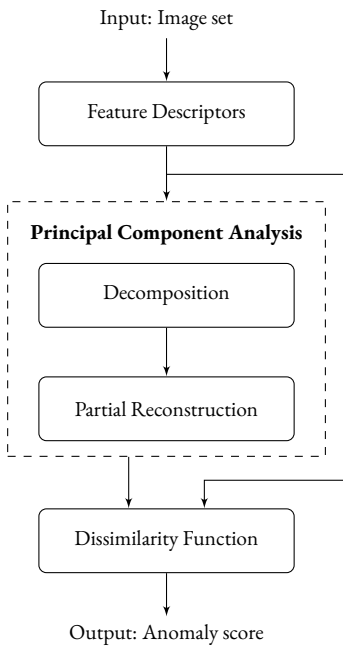 Input: Image set
Feature Descriptors
Principal Component Analysis
Decomposition
Partial Reconstruction
Dissimilarity Function
Output: Anomaly score